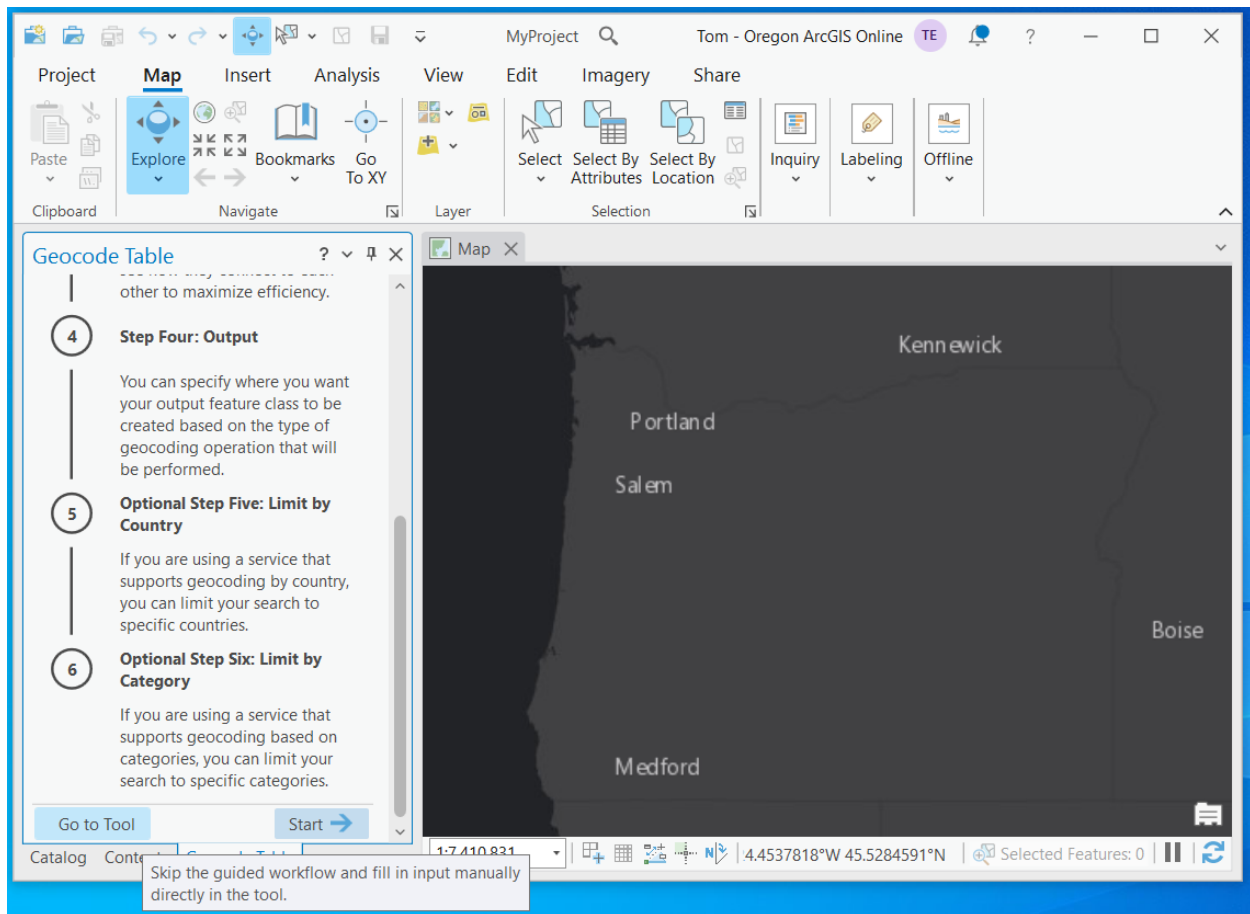 MyProject
Tom - Oregon ArcGIS Online
TE
?
Project Map Insert Analysis View Edit Imagery Share
Paste
Explore
Bookmarks
Go
To XY
Select
Select By
Attributes
Select By
Location
Inquiry
Labeling
Offline
Clipboard
Navigate
Layer
Selection
Geocode Table
?
Map
other to maximize efficiency.
4
Step Four: Output
You can specify where you want
your output feature class to be
created based on the type of
geocoding operation that will
be performed.
5
Optional Step Five: Limit by
Country
If you are using a service that
supports geocoding by country,
you can limit your search to
specific countries.
6
Optional Step Six: Limit by
Category
If you are using a service that
supports geocoding based on
categories, you can limit your
search to specific categories.
Go to Tool
Start
Kennewick
Portland
Salem
Boise
Medford
Catalog
1:7,410,831
N
4.4537818°W 45.5284591°N
Selected Features: 0
Skip the guided workflow and fill in input manually
directly in the tool.